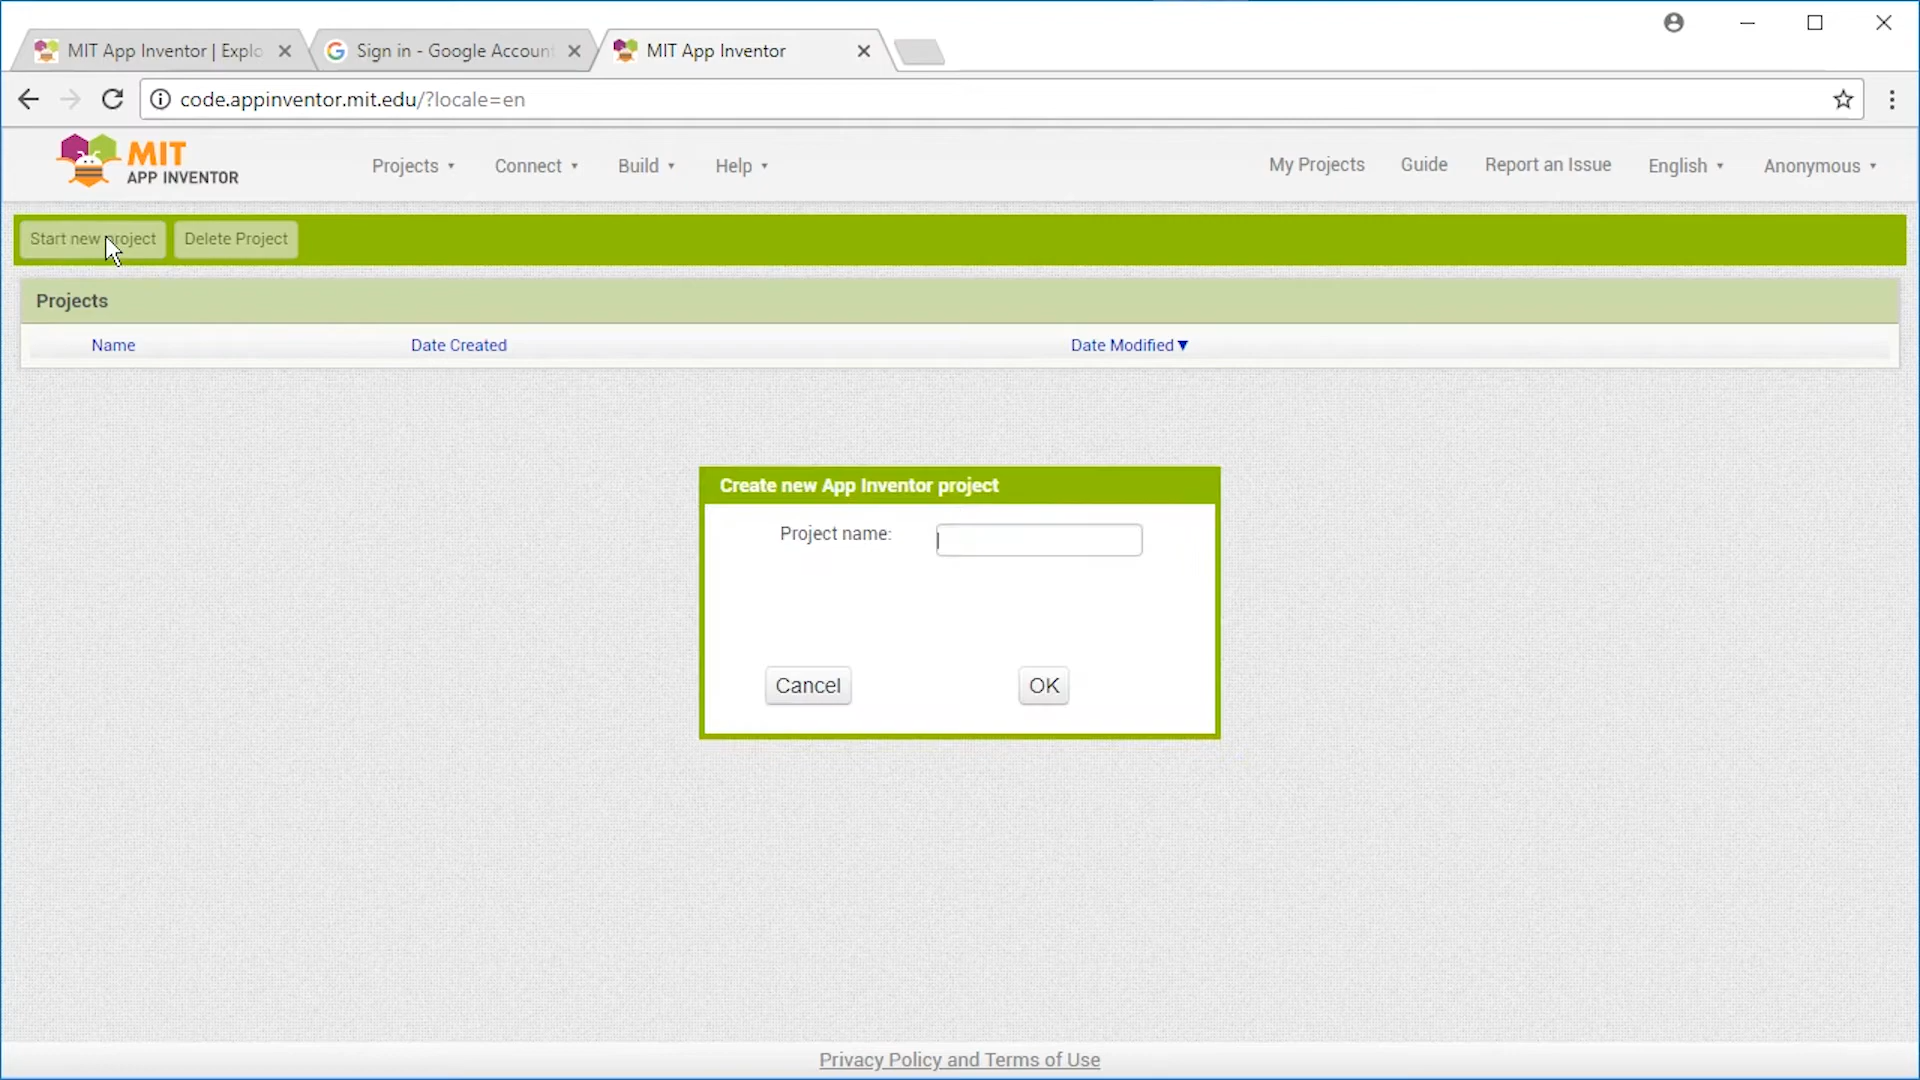 MIT App Inventor | Explo
Sign in - Google Accoun
MIT App Inventor
code.appinventor.mit.edu/?locale=en
MIT
APP INVENTOR
Projects
Connect
Build
Help
My Projects
Guide
Report an Issue
English
Anonymous
Start new project
Delete Project
Projects
Name
Date Created
Date Modified
Create new App Inventor project
Project name:
Cancel
OK
Privacy Policy and Terms of Use